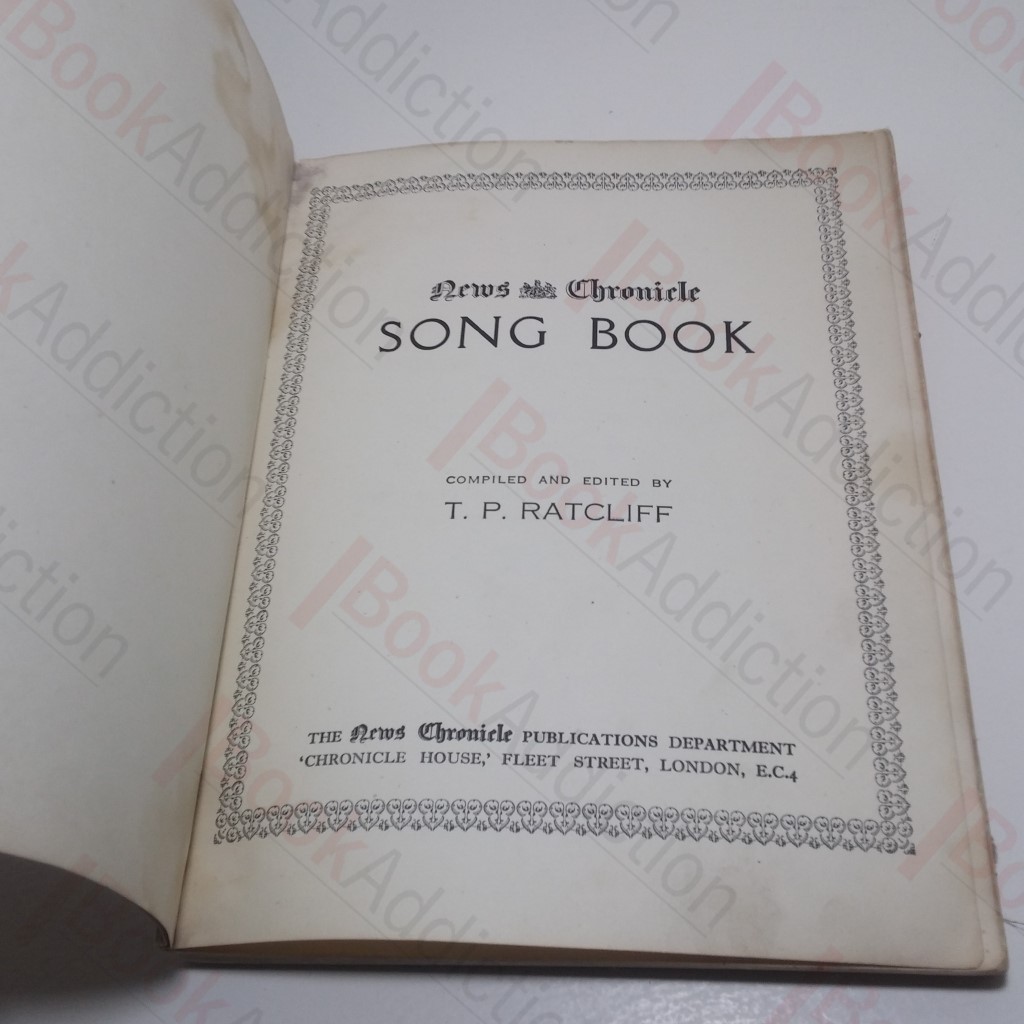 News Chronicle
SONG BOOK
COMPILED AND EDITED BY
T. P. RATCLIFF
THE News Chronicle PUBLICATIONS DEPARTMENT
'CHRONICLE HOUSE,' FLEET STREET, LONDON, E.C.4
BookAddiction